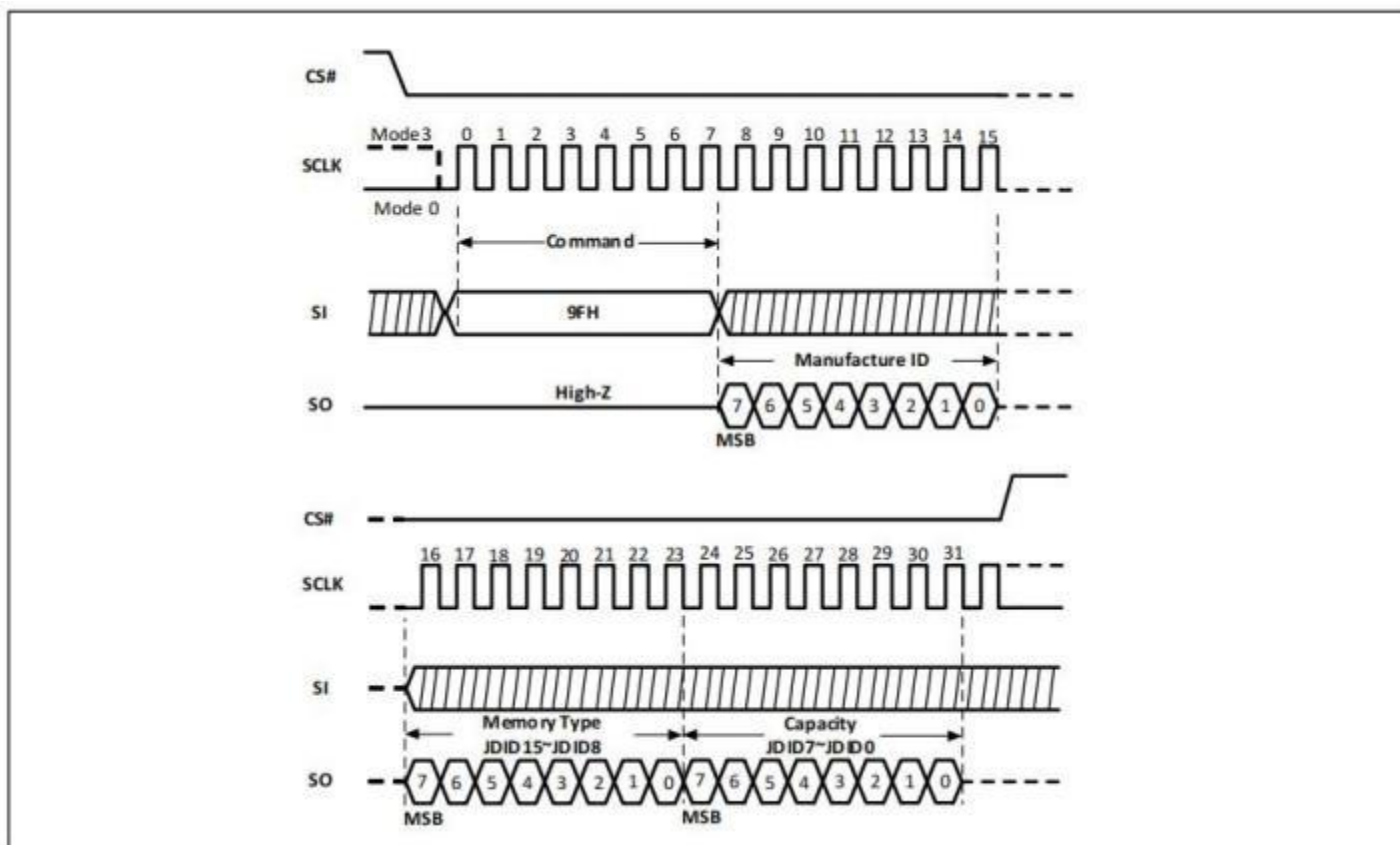 CS#
Mode 3 0 1 2 3 4 5 6 7 8 9 10 11 12 13 14 15
SCLK
Mode 0
Command
SI 9FH
Manufacture ID
SO High-Z 7 6 5 4 3 2 1 0
MSB
CS#
16 17 18 19 20 21 22 23 24 25 26 27 28 29 30 31
SCLK
SI
Memory Type Capacity
JDID15~JDID8 JDID7~JDID0
SO 7 6 5 4 3 2 1 0 7 6 5 4 3 2 1 0
MSB MSB